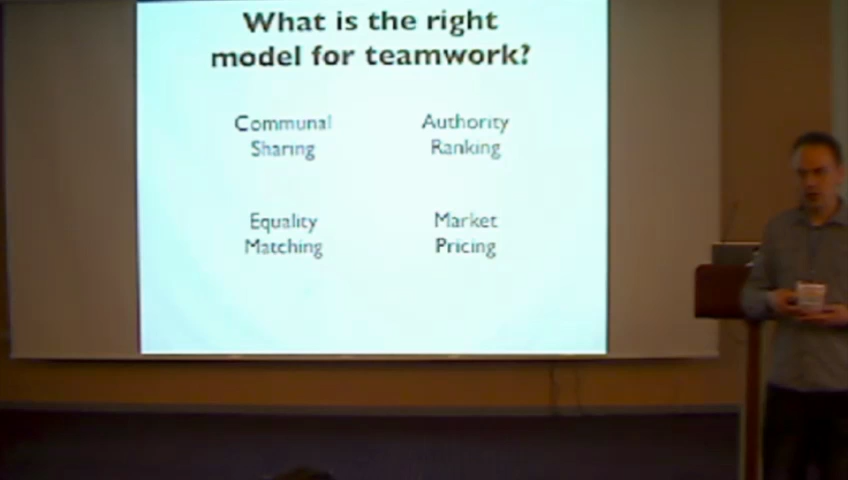 What is the right
model for teamwork?
Communal
Sharing
Authority
Ranking
Equality
Matching
Market
Pricing